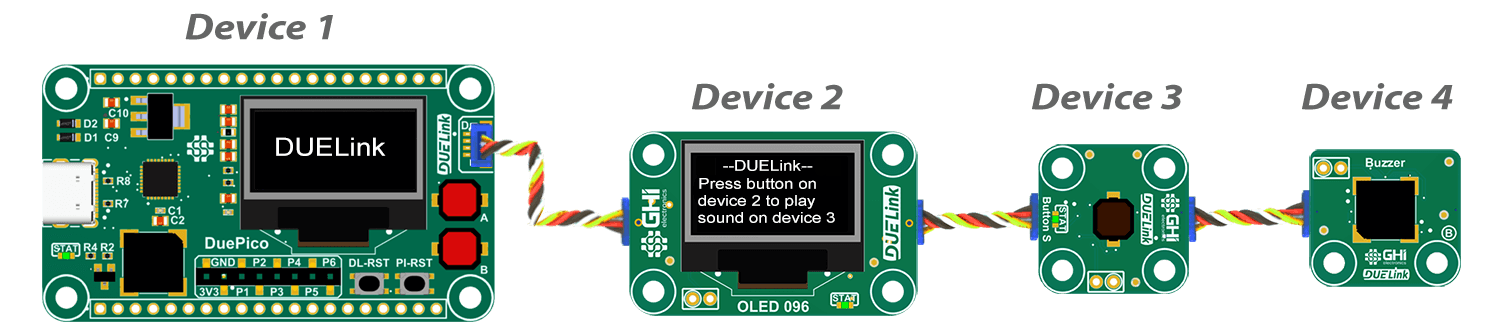 Device 1
Device 2
Device 3
Device 4
C10
D2
D1
C9
DUELink
DUELink
D
R8
R7
C1
C2
A
STAT
R4 R2
DuePico
B
GND P2 P4 P6
DL-RST PI-RST
3V3 P1 P3 P5
GHI
electronics
--DUELink--
Press button on
device 2 to play
sound on device 3
DUELink
OLED 096
STAT
Button S
STAT
DUELink
GHI
electronics
Buzzer
B
GHI
electronics
DUELink